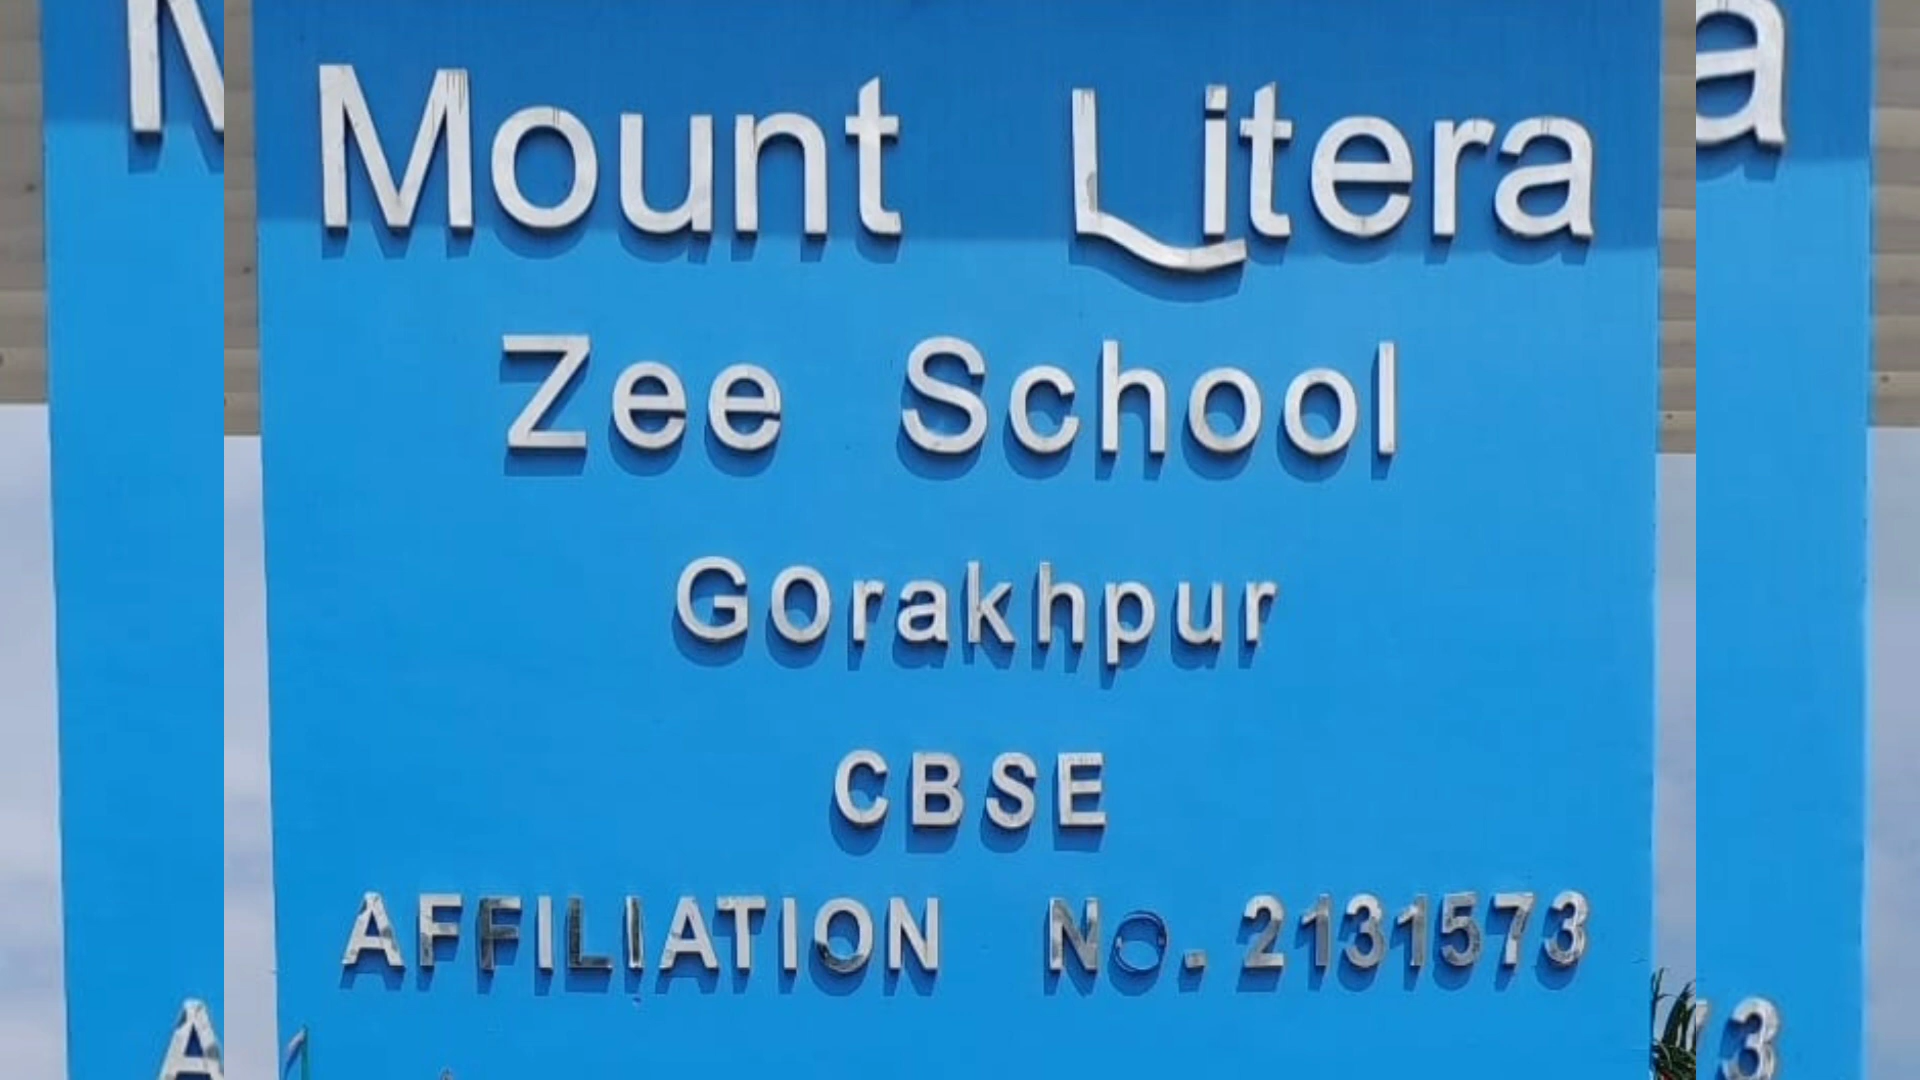 Mount Litera
Zee School
Gorakhpur
CBSE
AFFILIATION No. 2131573